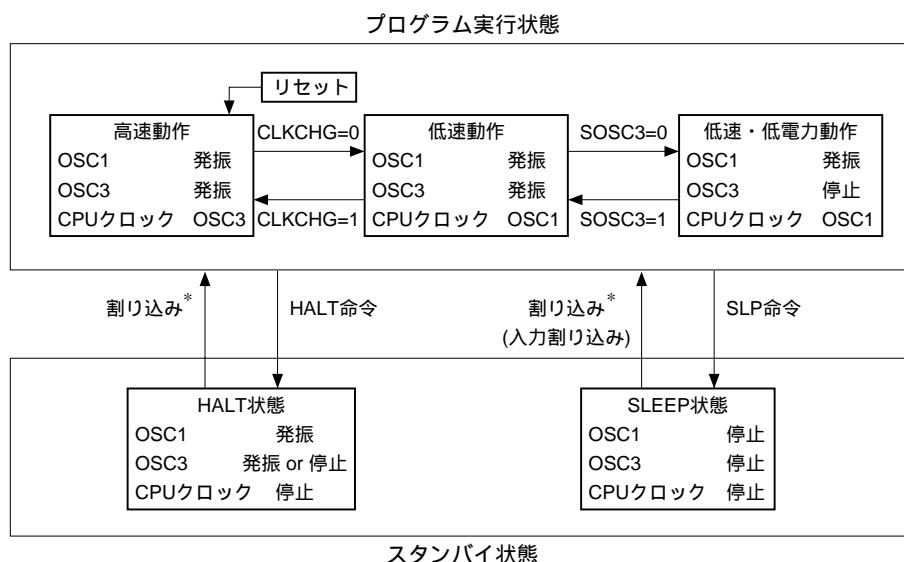 プログラム実行状態
リセット
高速動作
OSC1 発振
OSC3 発振
CPUクロック OSC3
CLKCHG=0
CLKCHG=1
低速動作
OSC1 発振
OSC3 発振
CPUクロック OSC1
SOSC3=0
SOSC3=1
低速・低電力動作
OSC1 発振
OSC3 停止
CPUクロック OSC1
割り込み*
HALT命令
割り込み*
(入力割り込み)
SLP命令
HALT状態
OSC1 発振
OSC3 発振 or 停止
CPUクロック 停止
SLEEP状態
OSC1 停止
OSC3 停止
CPUクロック 停止
スタンバイ状態